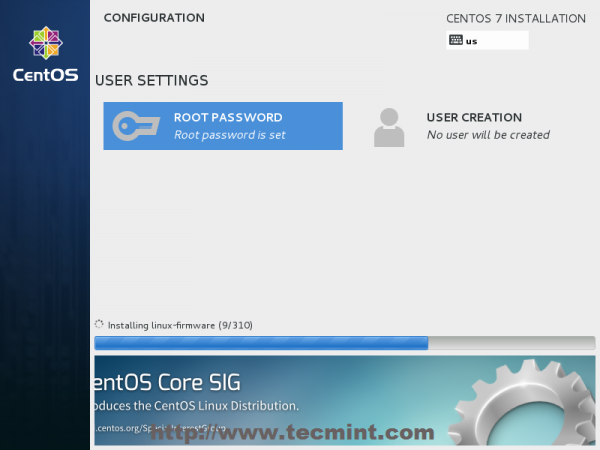 CONFIGURATION
CENTOS 7 INSTALLATION
us
CentOS
USER SETTINGS
ROOT PASSWORD
Root password is set
USER CREATION
No user will be created
Installing linux-firmware (9/310)
entOS Core SIG
oduces the CentOS Linux Distribution.
.centos.org/SpecialInterestGroup
http://www.tecmint.com